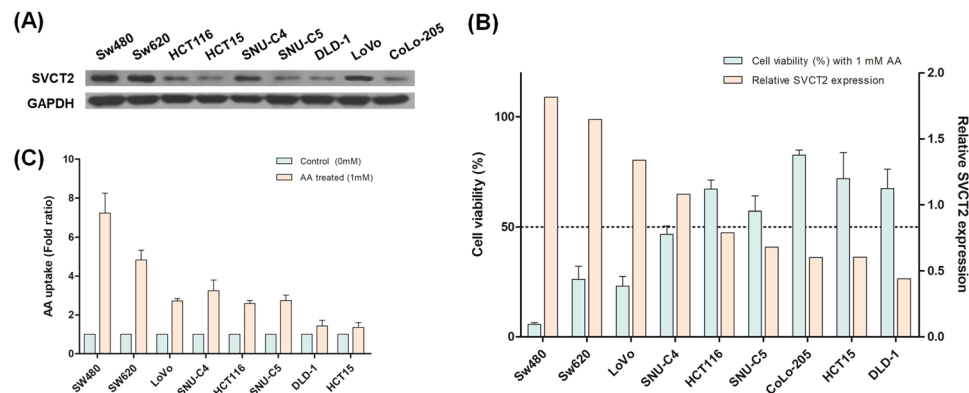 (A)
Sw480 Sw620 HCT116 HCT15 SNU-C4 SNU-C5 DLD-1 LoVo CoLo-205
SVCT2
GAPDH
(B)
Cell viability (%) with 1 mM AA
Relative SVCT2 expression
Cell viability (%)
100
50
0
Relative SVCT2 expression
2.0
1.5
1.0
0.5
0.0
Sw480 Sw620 LoVo SNU-C4 HCT116 SNU-C5 CoLo-205 HCT15 DLD-1
(C)
Control (0mM)
AA treated (1mM)
AA uptake (Fold ratio)
10
8
6
4
2
0
SW480 SW620 LoVo SNU-C4 HCT116 SNU-C5 DLD-1 HCT15